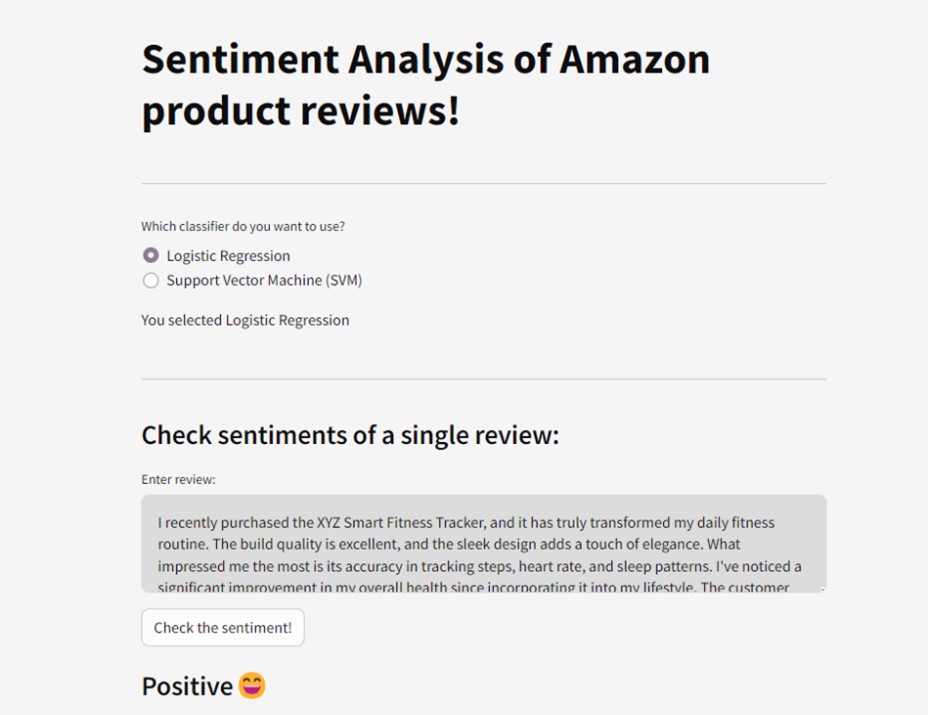 Sentiment Analysis of Amazon
product reviews!
Which classifier do you want to use?
Logistic Regression
Support Vector Machine (SVM)
You selected Logistic Regression
Check sentiments of a single review:
Enter review:
I recently purchased the XYZ Smart Fitness Tracker, and it has truly transformed my daily fitness
routine. The build quality is excellent, and the sleek design adds a touch of elegance. What
impressed me the most is its accuracy in tracking steps, heart rate, and sleep patterns. I've noticed a
significant improvement in my overall health since incorporating it into my lifestyle. The customer
Check the sentiment!
Positive 😄